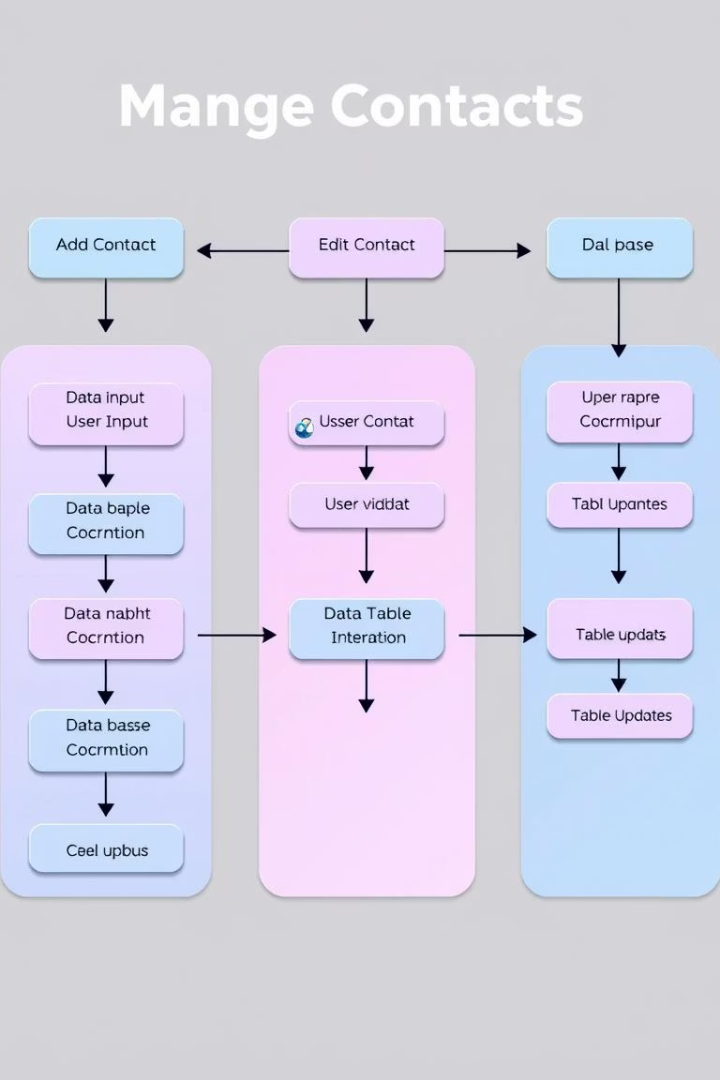 Mange Contacts
Add Contact
Edit Contact
Dal pase
Data input
User Input
Data baple
Cocrntion
Data nabht
Cocrntion
Data basse
Cocrmtion
Ceel upbus
Usser Contat
User viddat
Data Table
Interation
Uper rapre
Cocrmipur
Tabl Upantes
Table updats
Table Updates